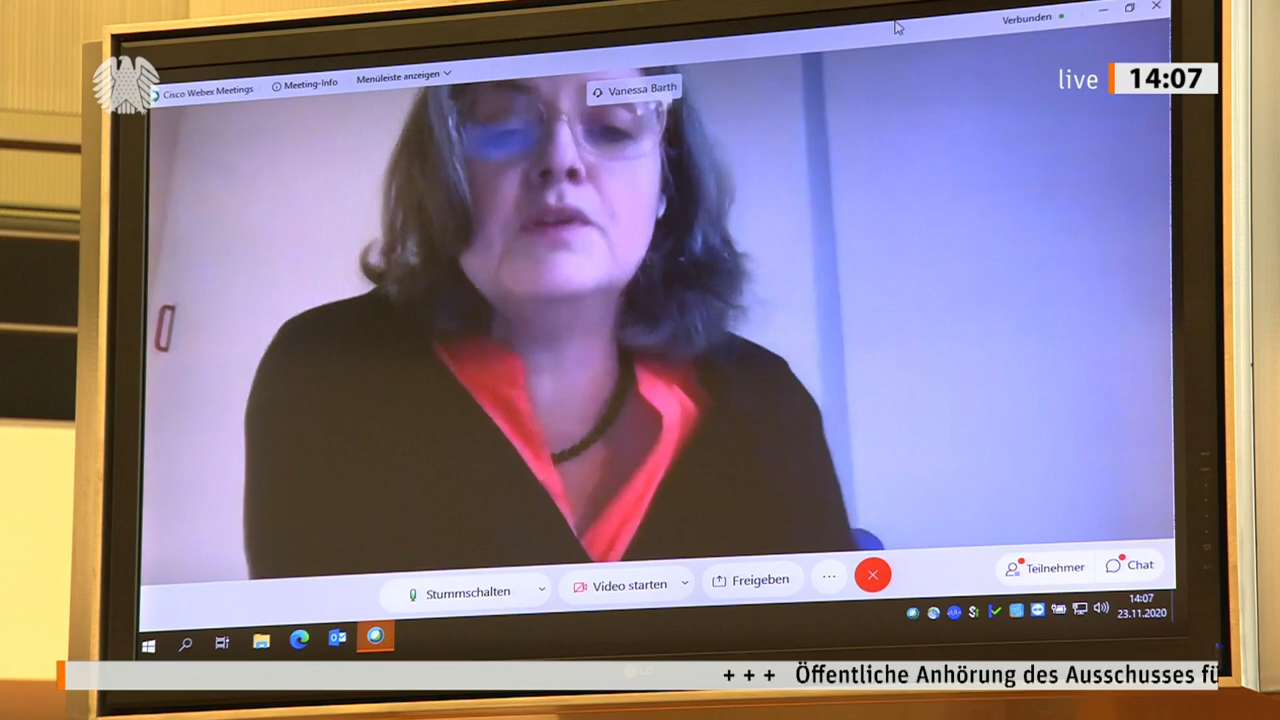 Verbunden
live 14:07
Cisco Webex Meetings Meeting-Info Menüleiste anzeigen
Vanessa Barth
Stummschalten Video starten Freigeben Teilnehmer Chat
14:07
23.11.2020
LG
+ + + Öffentliche Anhörung des Ausschusses fü